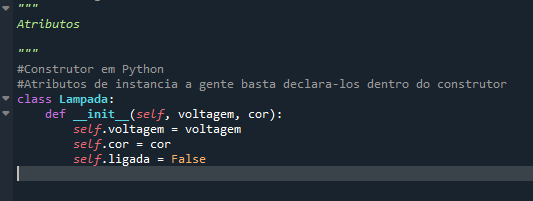 """
Atributos
"""
#Construtor em Python
#Atributos de instancia a gente basta declara-los dentro do construtor
class Lampada:
    def __init__(self, voltagem, cor):
        self.voltagem = voltagem
        self.cor = cor
        self.ligada = False